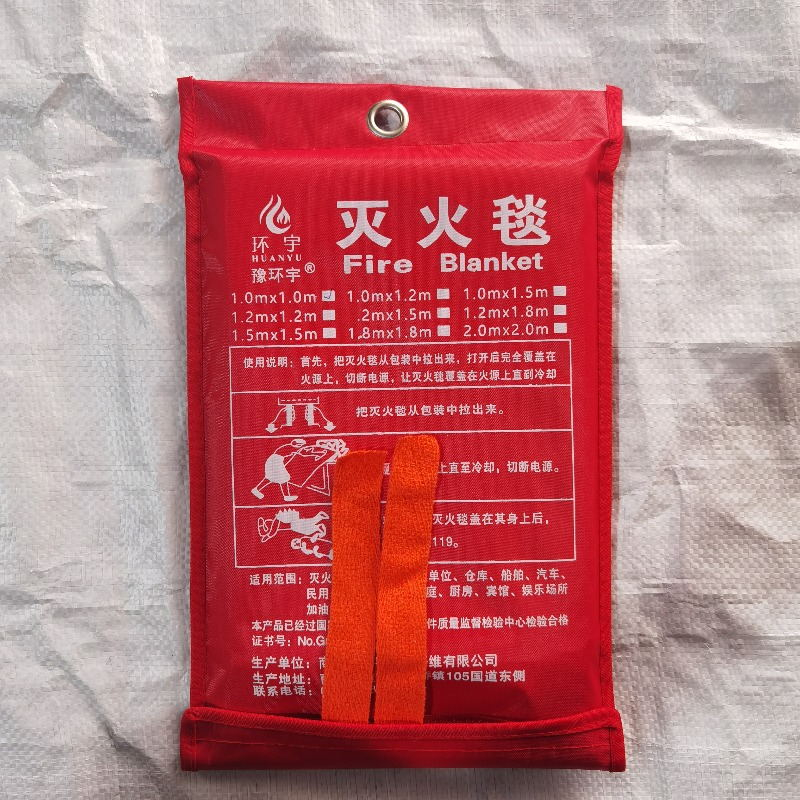 环宇
HUANYU
豫环宇®
灭火毯
Fire Blanket
1.0mx1.0m 1.0mx1.2m 1.0mx1.5m
1.2mx1.2m .2mx1.5m 1.2mx1.8m
1.5mx1.5m 1.8mx1.8m 2.0mx2.0m
使用说明：首先，把灭火毯从包装中拉出来，打开后完全覆盖在
火源上，切断电源，让灭火毯覆盖在火源上直到冷却
把灭火毯从包装中拉出来。
上直至冷却，切断电源。
灭火毯盖在其身上后，
119。
适用范围：灭火 单位、仓库、船舶、汽车、
民用 庭、厨房、宾馆、娱乐场所
加油
本产品已经过国 件质量监督检验中心检验合格
证书号：No.G
生产单位： 维有限公司
生产地址： 镇105国道东侧
联系电话：